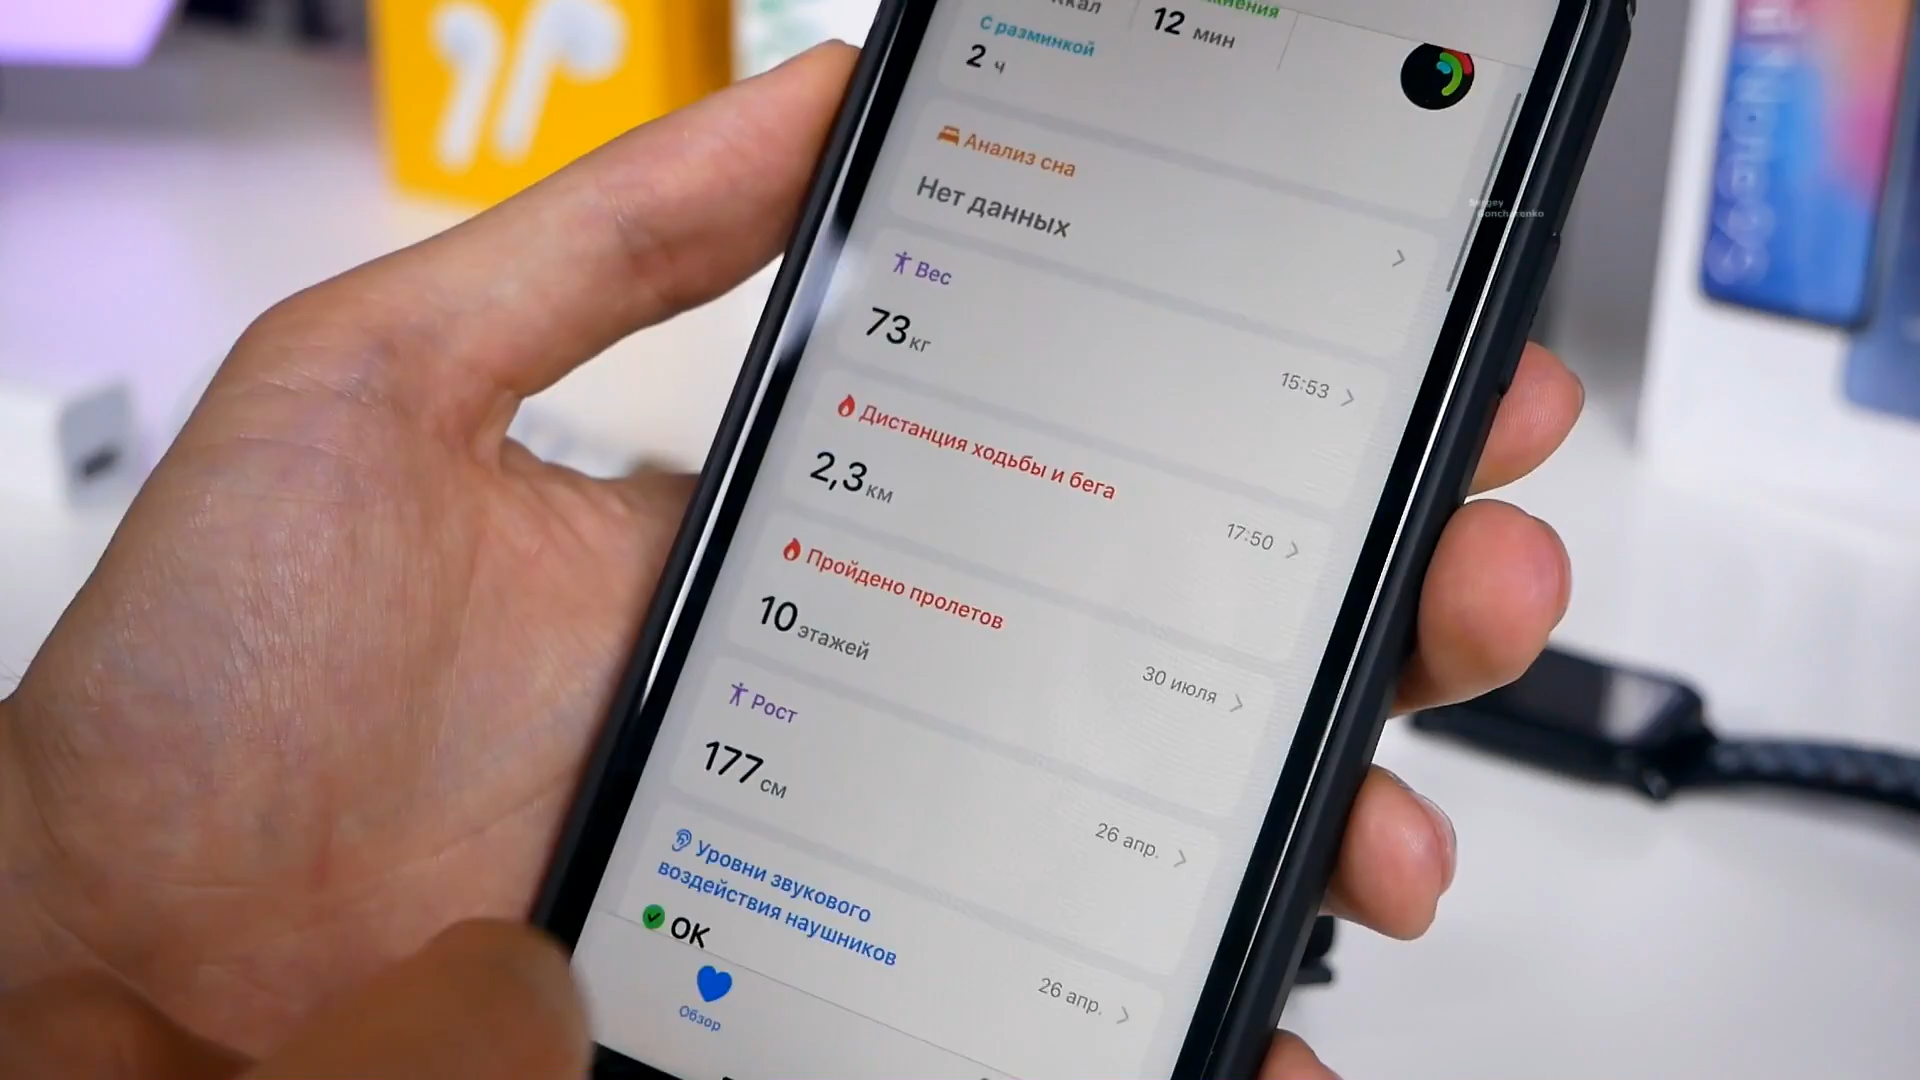 12 мин
С разминкой
2 ч
Анализ сна
Нет данных
Вес
73 кг
15:53
Дистанция ходьбы и бега
2,3 км
17:50
Пройдено пролетов
10 этажей
30 июля
Рост
177 см
26 апр.
Уровни звукового
воздействия наушников
OK
26 апр.
Обзор
Sergey
Goncharenko